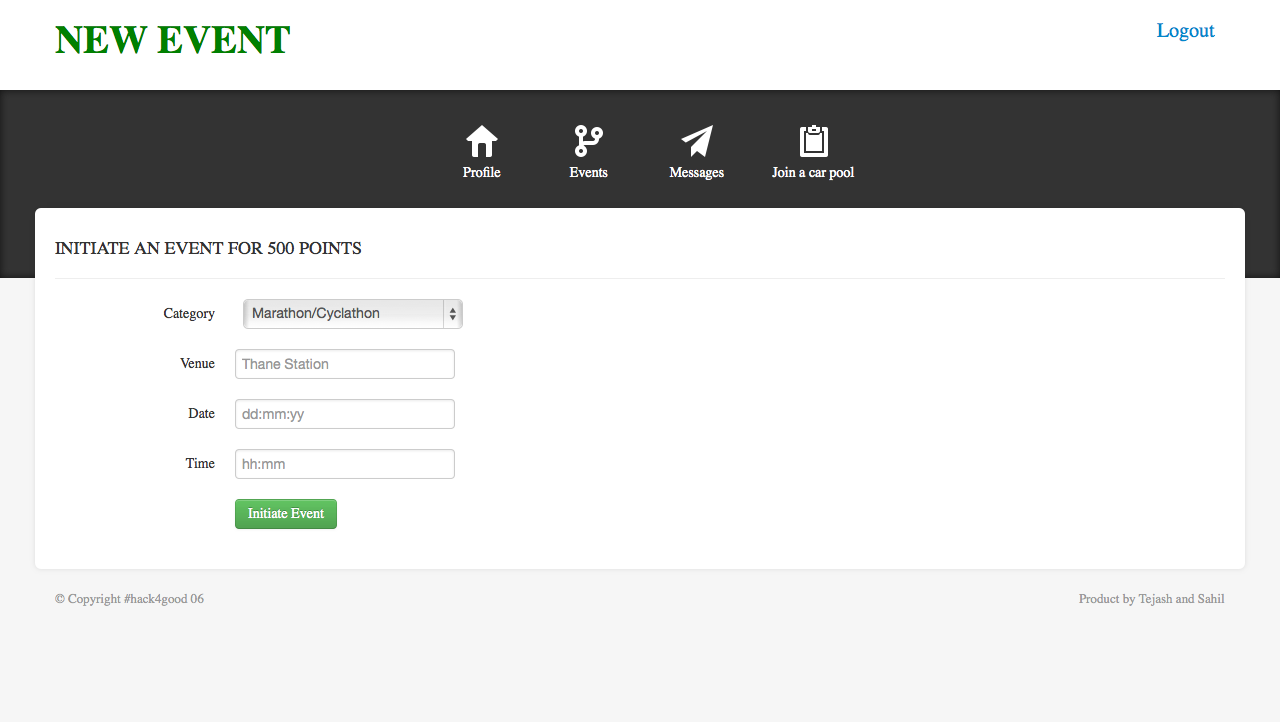 NEW EVENT
Logout
Profile
Events
Messages
Join a car pool
INITIATE AN EVENT FOR 500 POINTS
Category
Marathon/Cyclathon
Venue
Thane Station
Date
dd:mm:yy
Time
hh:mm
Initiate Event
© Copyright #hack4good 06
Product by Tejash and Sahil